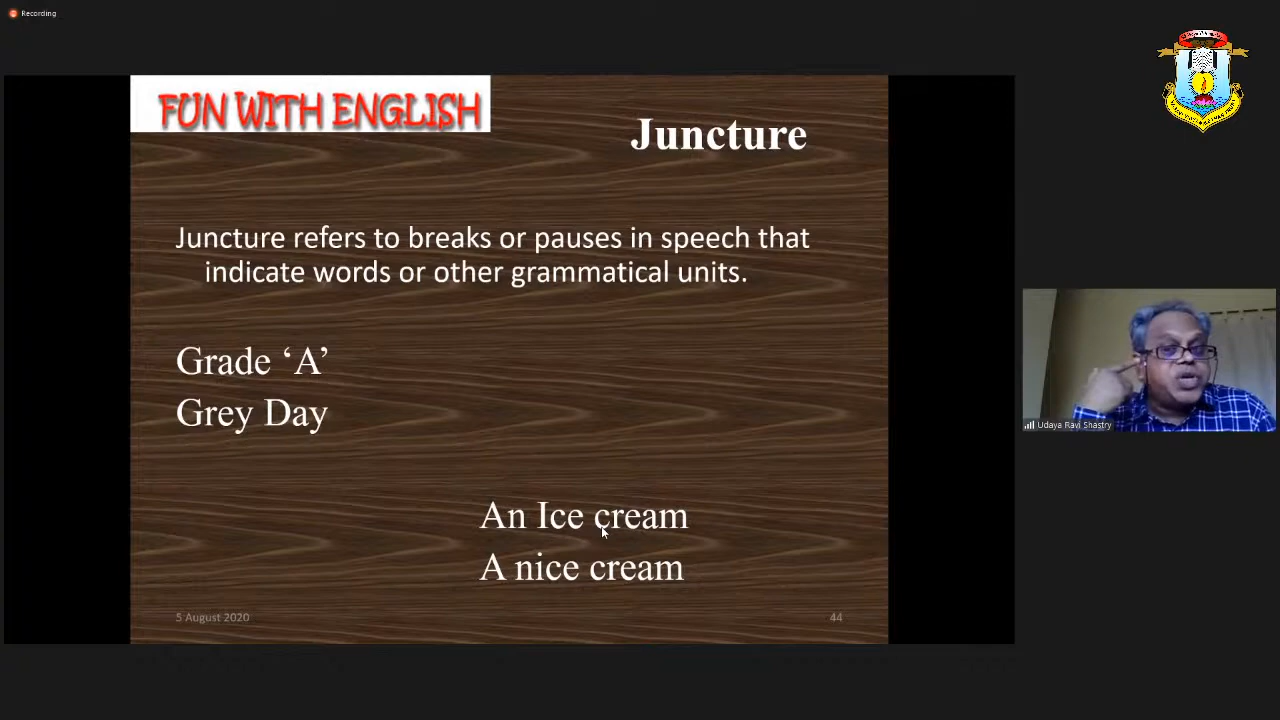 Recording
FUN WITH ENGLISH
Juncture
Juncture refers to breaks or pauses in speech that
indicate words or other grammatical units.
Grade ‘A’
Grey Day
An Ice cream
A nice cream
5 August 2020
44
Udaya Ravi Shastry